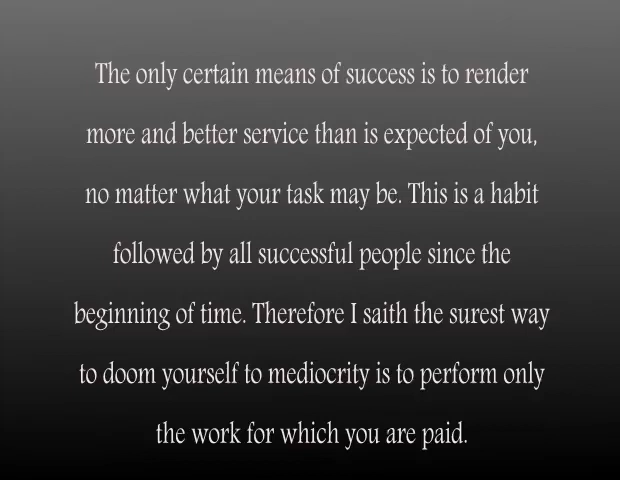 The only certain means of success is to render
more and better service than is expected of you,
no matter what your task may be. This is a habit
followed by all successful people since the
beginning of time. Therefore I saith the surest way
to doom yourself to mediocrity is to perform only
the work for which you are paid.